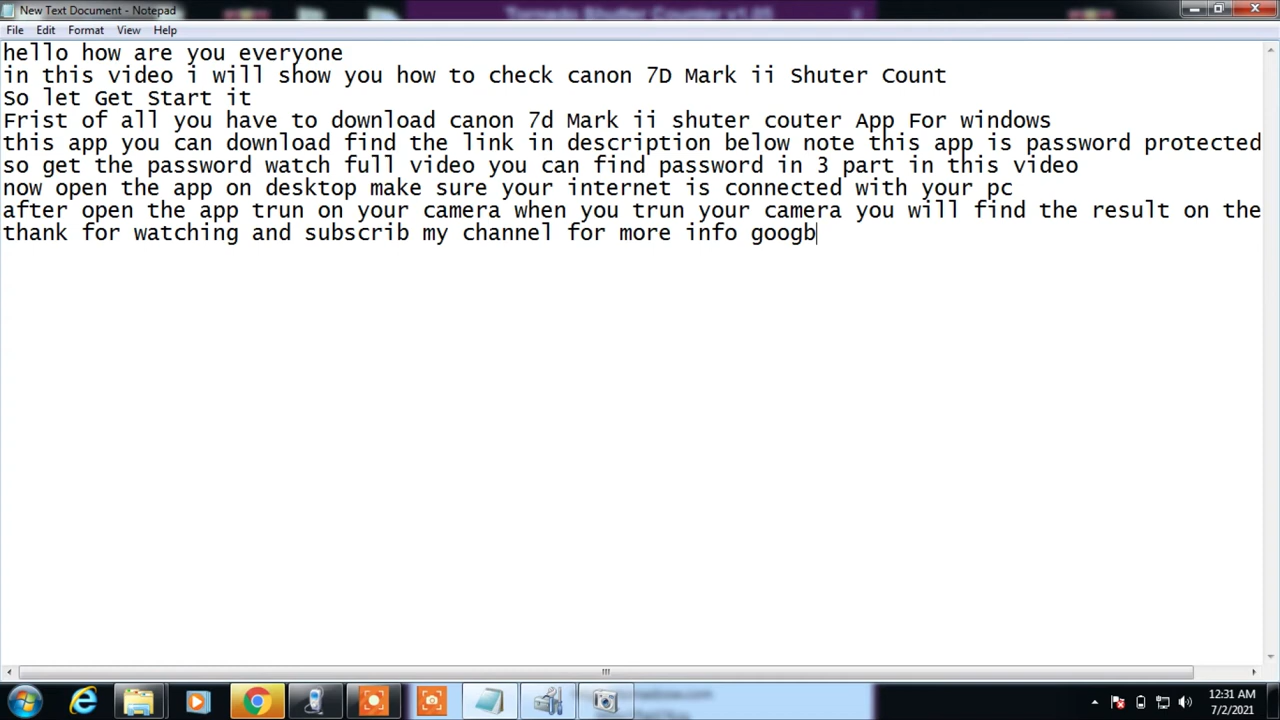 New Text Document - Notepad
File Edit Format View Help
hello how are you everyone
in this video i will show you how to check canon 7D Mark ii Shuter Count
So let Get Start it
Frist of all you have to download canon 7d Mark ii shuter couter App For windows
this app you can download find the link in description below note this app is password protected
so get the password watch full video you can find password in 3 part in this video
now open the app on desktop make sure your internet is connected with your pc
after open the app trun on your camera when you trun your camera you will find the result on the
thank for watching and subscrib my channel for more info googb
12:31 AM
7/2/2021